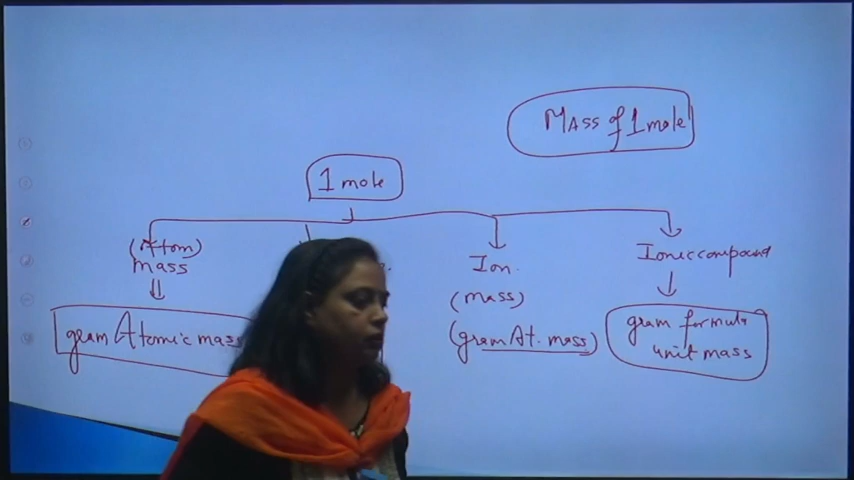 Mass of 1 mole
1 mole
(Atom)
mass
gram Atomic mass
Ion.
(mass)
(gram At. mass)
Ionic compound
gram formula
unit mass